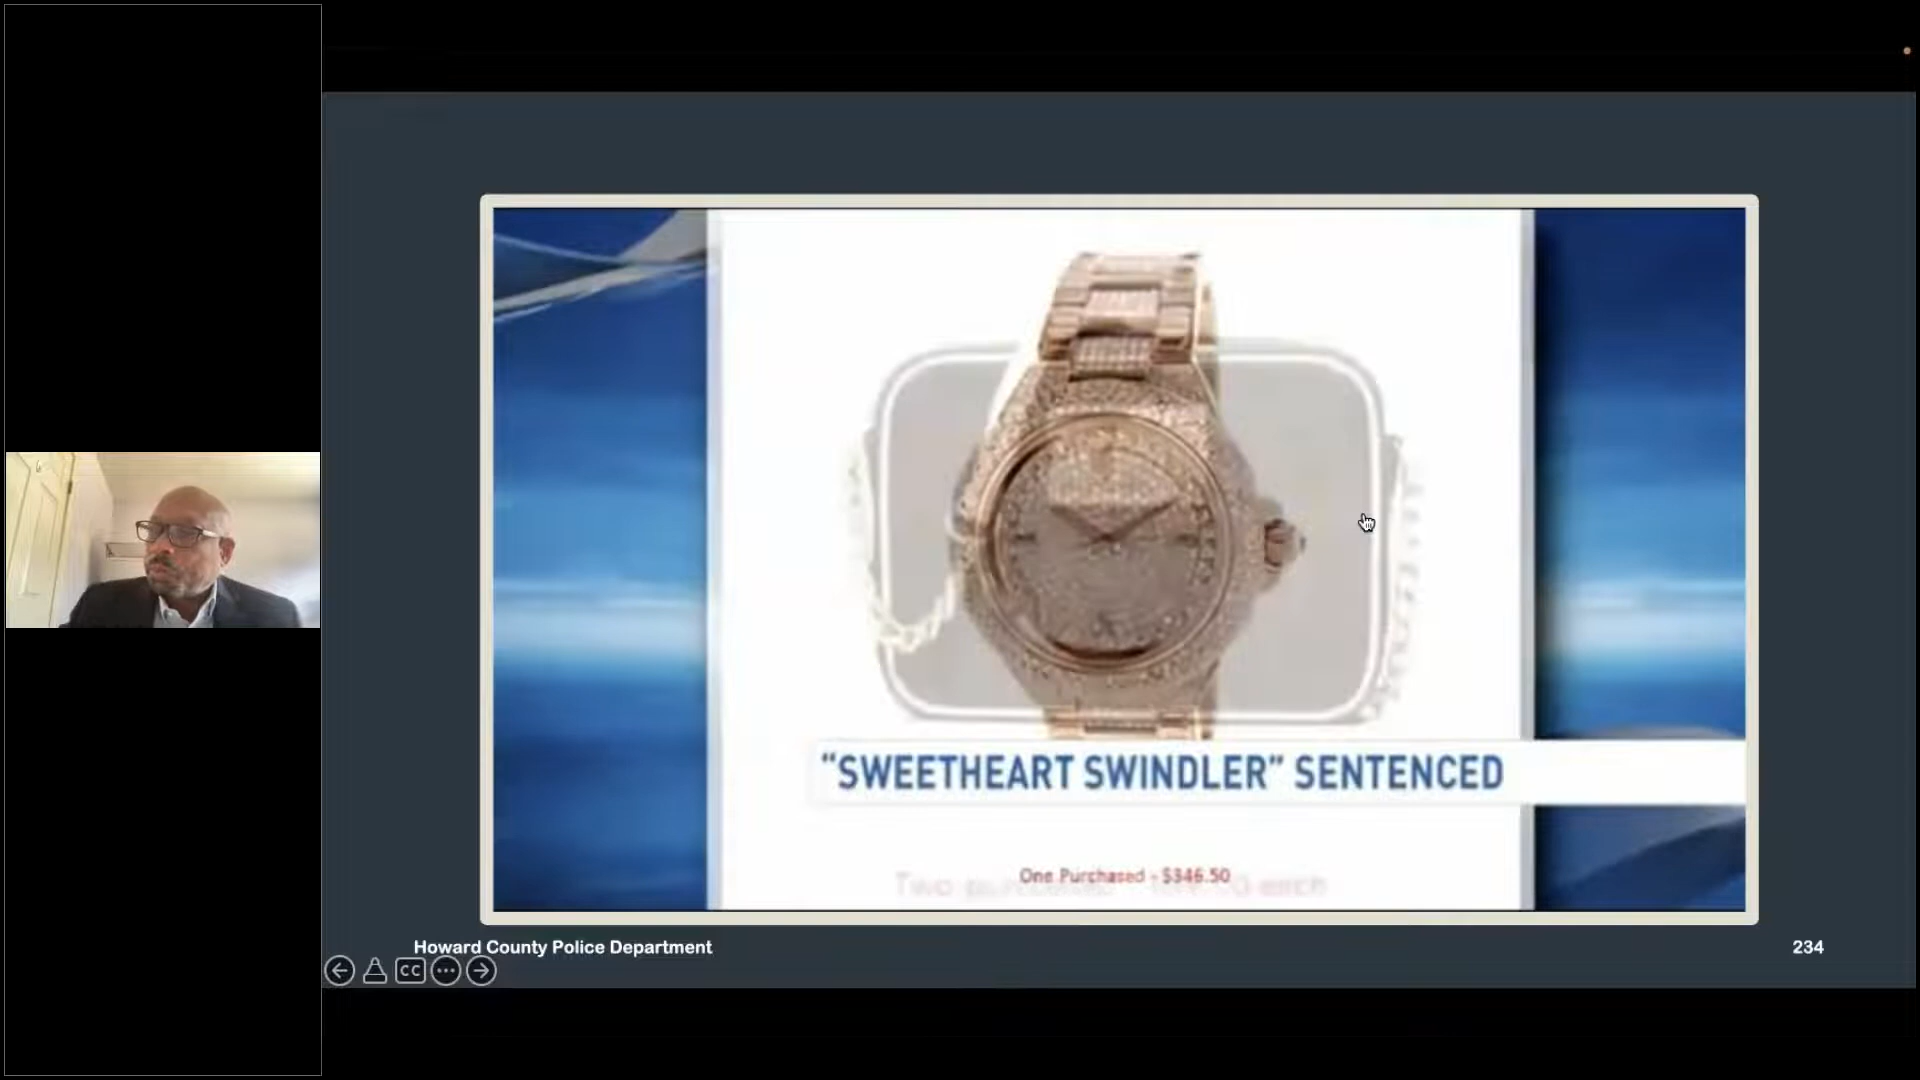 "SWEETHEART SWINDLER" SENTENCED
One Purchased - $346.50
Howard County Police Department
234
CC